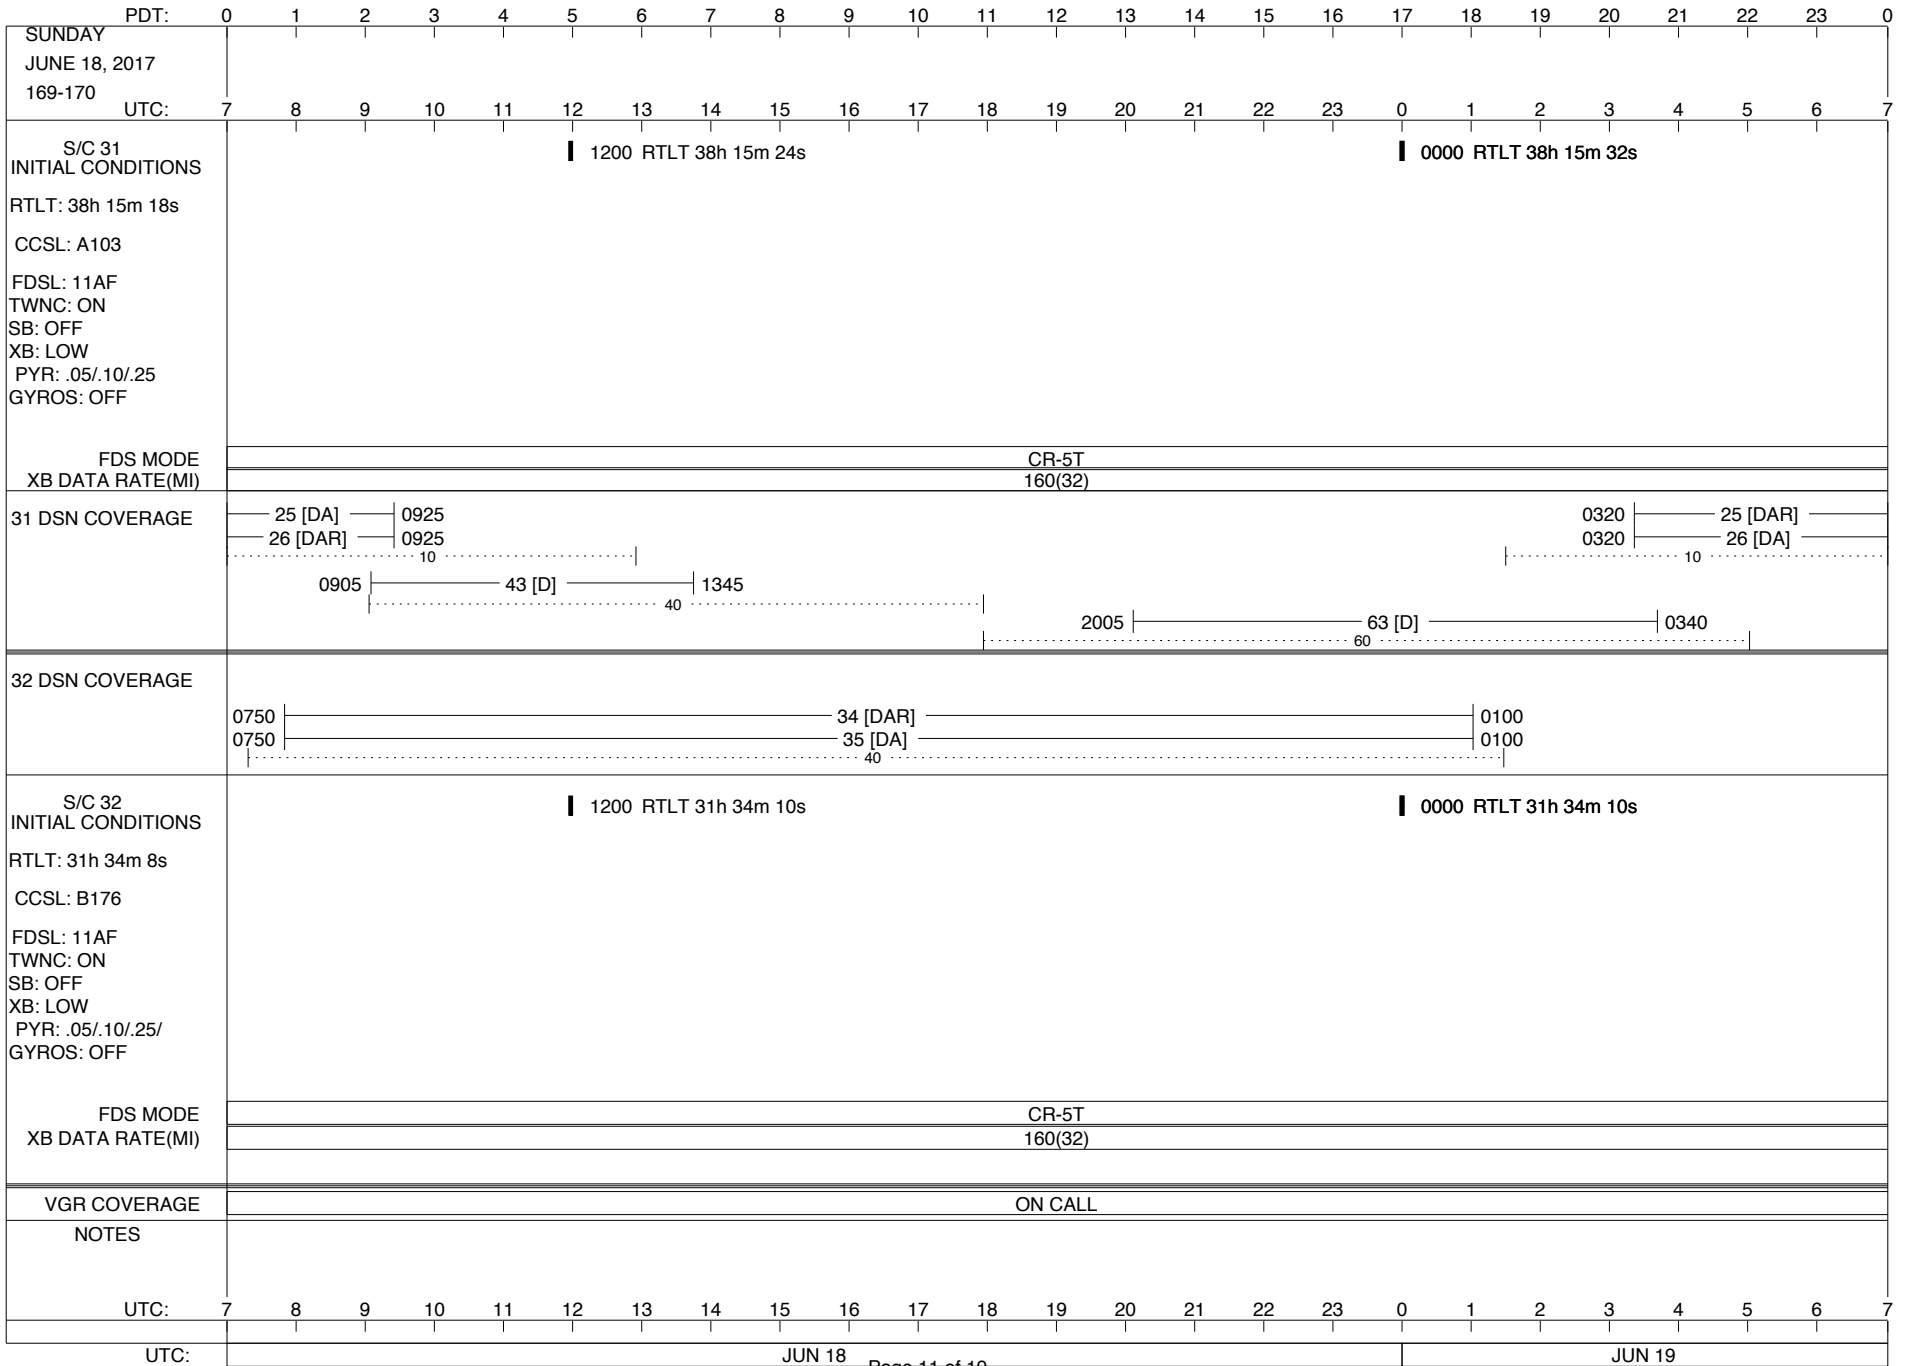 PDT: 0 1 2 3 4 5 6 7 8 9 10 11 12 13 14 15 16 17 18 19 20 21 22 23 0
SUNDAY
JUNE 18, 2017
169-170
UTC: 7 8 9 10 11 12 13 14 15 16 17 18 19 20 21 22 23 0 1 2 3 4 5 6 7
S/C 31
INITIAL CONDITIONS
1200 RTLT 38h 15m 24s
0000 RTLT 38h 15m 32s
RTLT: 38h 15m 18s
CCSL: A103
FDSL: 11AF
TWNC: ON
SB: OFF
XB: LOW
PYR: .05/.10/.25
GYROS: OFF
FDS MODE CR-5T
XB DATA RATE(MI) 160(32)
31 DSN COVERAGE
25 [DA] 0925 0320 25 [DAR]
26 [DAR] 0925 0320 26 [DA]
10 10
0905 43 [D] 1345
40
2005 63 [D] 0340
60
32 DSN COVERAGE
0750 34 [DAR] 0100
0750 35 [DA] 0100
40
S/C 32
INITIAL CONDITIONS
1200 RTLT 31h 34m 10s
0000 RTLT 31h 34m 10s
RTLT: 31h 34m 8s
CCSL: B176
FDSL: 11AF
TWNC: ON
SB: OFF
XB: LOW
PYR: .05/.10/.25/
GYROS: OFF
FDS MODE CR-5T
XB DATA RATE(MI) 160(32)
VGR COVERAGE ON CALL
NOTES
UTC: 7 8 9 10 11 12 13 14 15 16 17 18 19 20 21 22 23 0 1 2 3 4 5 6 7
UTC: JUN 18 JUN 19
Page 11 of 19